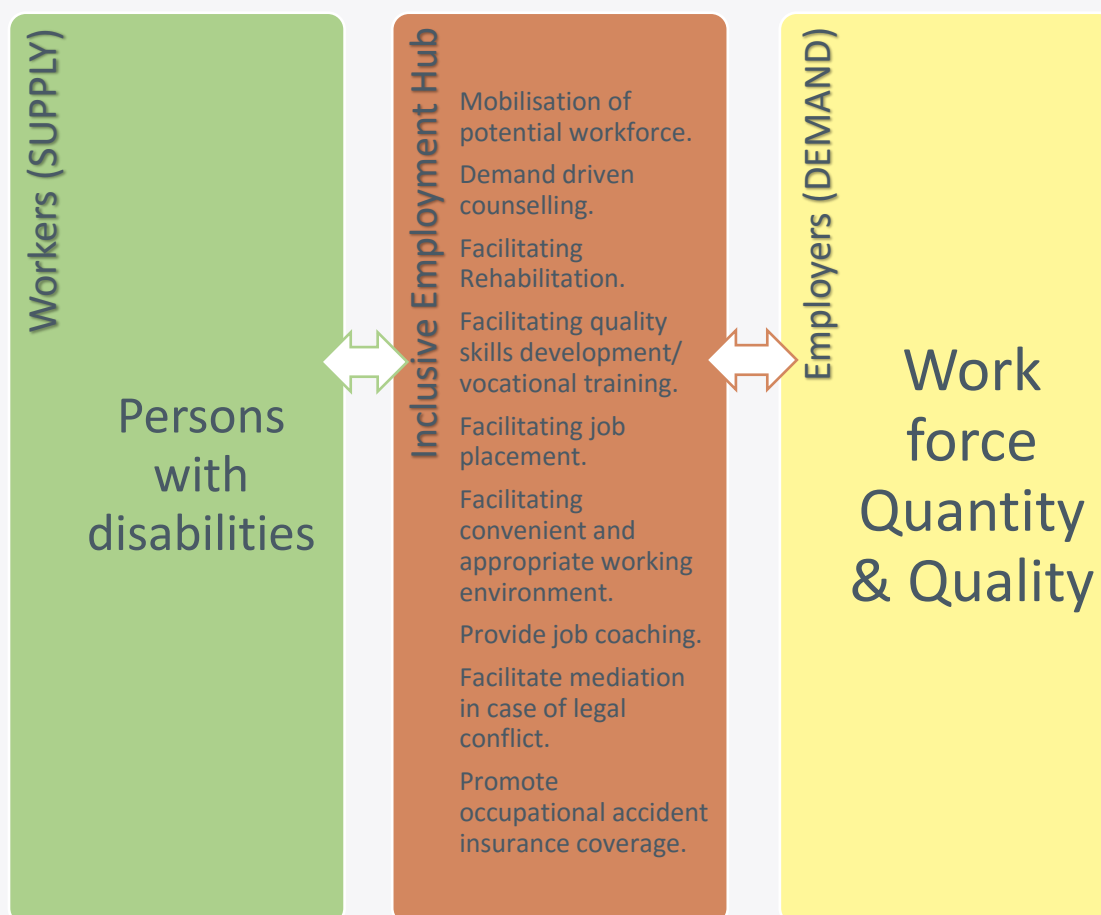 Workers (SUPPLY)
Persons
with
disabilities
Inclusive Employment Hub
Mobilisation of
potential workforce.
Demand driven
counselling.
Facilitating
Rehabilitation.
Facilitating quality
skills development/
vocational training.
Facilitating job
placement.
Facilitating
convenient and
appropriate working
environment.
Provide job coaching.
Facilitate mediation
in case of legal
conflict.
Promote
occupational accident
insurance coverage.
Employers (DEMAND)
Work
force
Quantity
& Quality